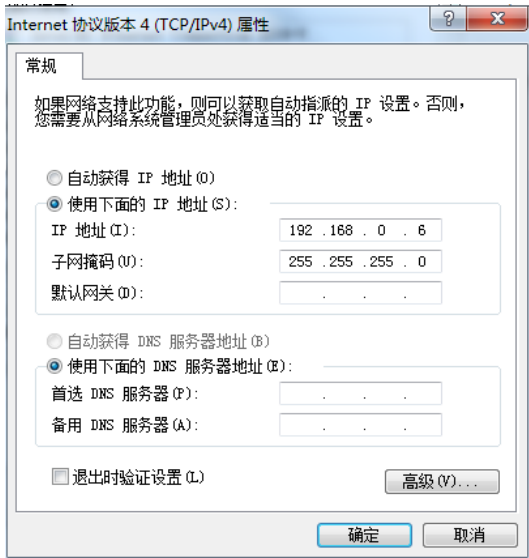 Internet 协议版本 4 (TCP/IPv4) 属性
常规
如果网络支持此功能，则可以获取自动指派的 IP 设置。否则，
您需要从网络系统管理员处获得适当的 IP 设置。
自动获得 IP 地址(O)
使用下面的 IP 地址(S):
IP 地址(I): 192 .168 . 0 . 6
子网掩码(U): 255 .255 .255 . 0
默认网关(D): . . .
自动获得 DNS 服务器地址(B)
使用下面的 DNS 服务器地址(E):
首选 DNS 服务器(P): . . .
备用 DNS 服务器(A): . . .
退出时验证设置(L)
高级(V)...
确定 取消